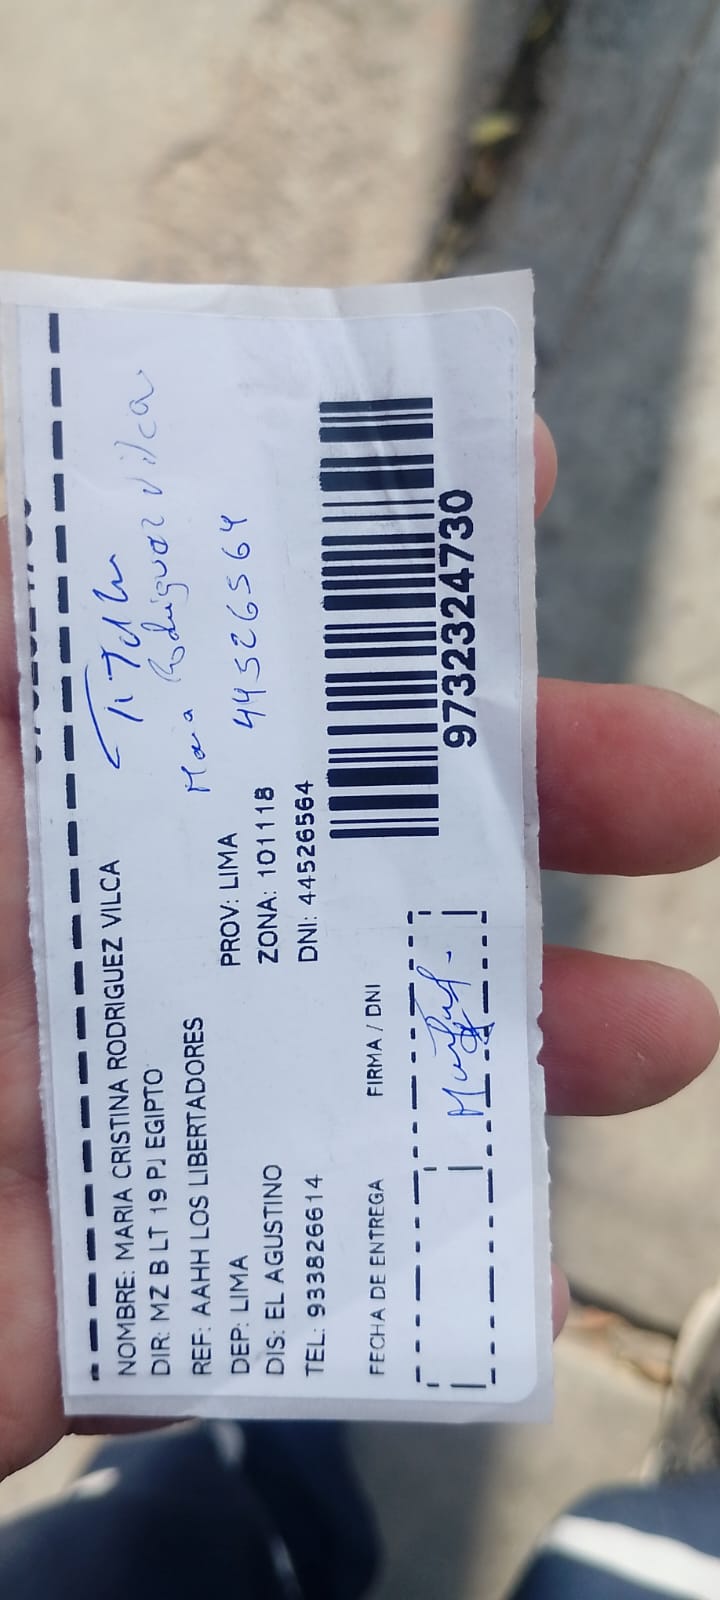 NOMBRE: MARIA CRISTINA RODRIGUEZ VILCA
DIR: MZ B LT 19 PJ EGIPTO
REF: AAHH LOS LIBERTADORES
DEP: LIMA
PROV: LIMA
DIS: EL AGUSTINO
ZONA: 101118
TEL: 933826614
DNI: 44526564
Maria Rodriguez Vilca
44526564
FECHA DE ENTREGA
FIRMA / DNI
9732324730